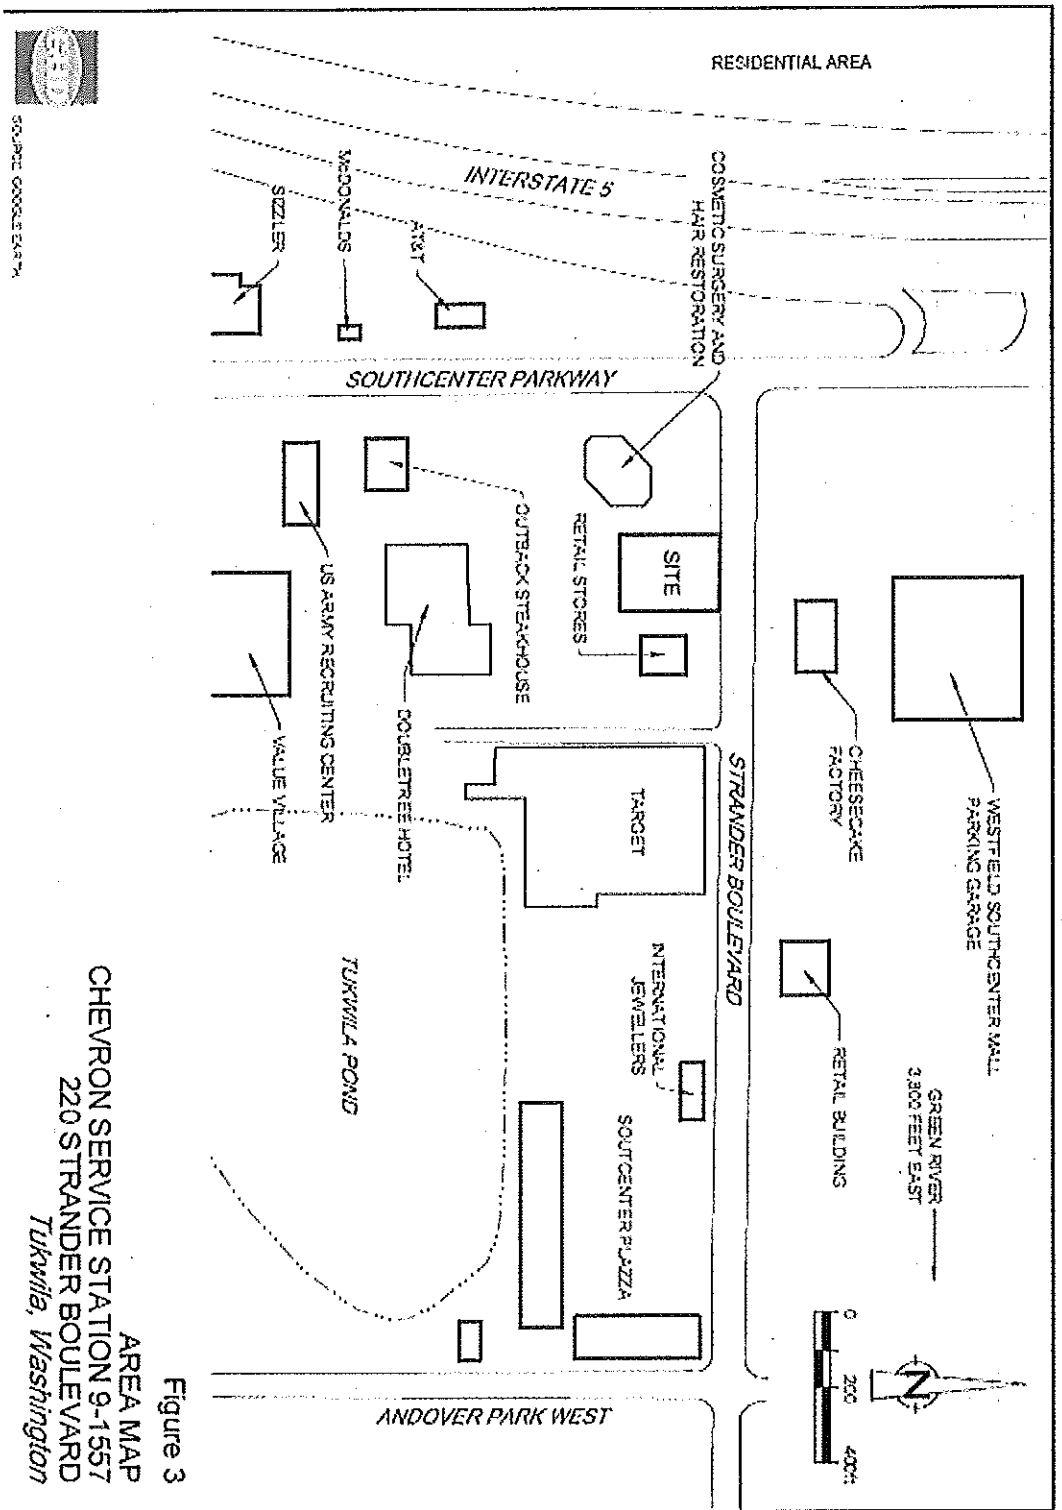 RESIDENTIAL AREA
INTERSTATE 5
COSMETIC SURGERY AND
HAIR RESTORATION
McDONALDS
SIZZLER
AT&T
SOUTHCENTER PARKWAY
WESTFIELD SOUTHCENTER MALL
PARKING GARAGE
CHEESECAKE
FACTORY
RETAIL BUILDING
GREEN RIVER
3,800 FEET EAST
0
200
400ft
N
STRANDER BOULEVARD
SITE
RETAIL STORES
OUTBACK STEAKHOUSE
DOUBLETREE HOTEL
US ARMY RECRUITING CENTER
VALUE VILLAGE
TARGET
INTERNATIONAL
JEWELLERS
SOUTCENTER PLAZZA
TUKWILA POND
ANDOVER PARK WEST
SOURCE: GOOGLE EARTH
Figure 3
AREA MAP
CHEVRON SERVICE STATION 9-1557
220 STRANDER BOULEVARD
Tukwila, Washington